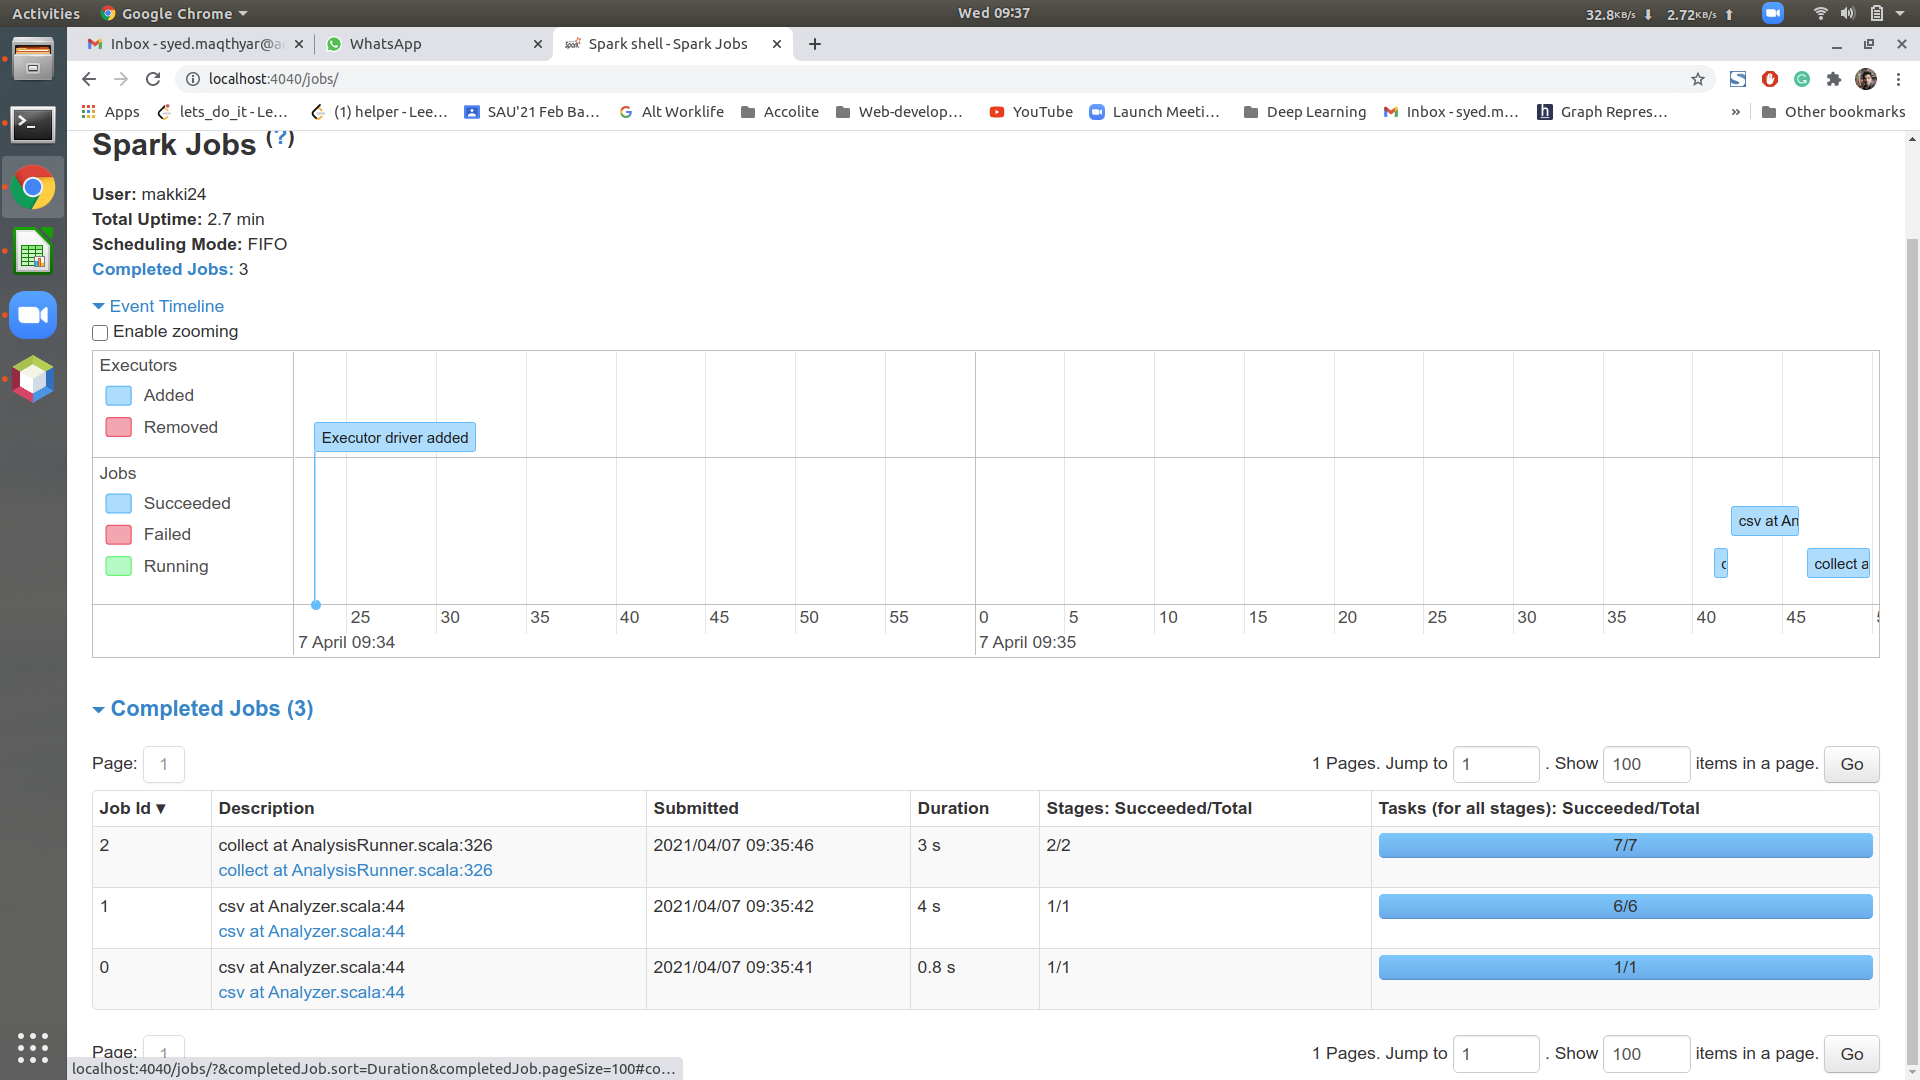 Activities Google Chrome Wed 09:37 32.8KB/s 2.72KB/s
Inbox - syed.maqthyar@a WhatsApp Spark shell - Spark Jobs
localhost:4040/jobs/
Apps lets_do_it - Le... (1) helper - Lee... SAU'21 Feb Ba... Alt Worklife Accolite Web-develop... YouTube Launch Meeti... Deep Learning Inbox - syed.m... Graph Repres... » Other bookmarks
Spark Jobs (?)
User: makki24
Total Uptime: 2.7 min
Scheduling Mode: FIFO
Completed Jobs: 3
Event Timeline
Enable zooming
Executors
Added
Removed
Executor driver added
Jobs
Succeeded
Failed
Running
csv at An
c
collect a
25 30 35 40 45 50 55 0 5 10 15 20 25 30 35 40 45
7 April 09:34 7 April 09:35
Completed Jobs (3)
Page: 1 1 Pages. Jump to 1 . Show 100 items in a page. Go
Job Id ▾ Description Submitted Duration Stages: Succeeded/Total Tasks (for all stages): Succeeded/Total
2 collect at AnalysisRunner.scala:326 2021/04/07 09:35:46 3 s 2/2 7/7
collect at AnalysisRunner.scala:326
1 csv at Analyzer.scala:44 2021/04/07 09:35:42 4 s 1/1 6/6
csv at Analyzer.scala:44
0 csv at Analyzer.scala:44 2021/04/07 09:35:41 0.8 s 1/1 1/1
csv at Analyzer.scala:44
Page: 1 1 Pages. Jump to 1 . Show 100 items in a page. Go
localhost:4040/jobs/?&completedJob.sort=Duration&completedJob.pageSize=100#co...